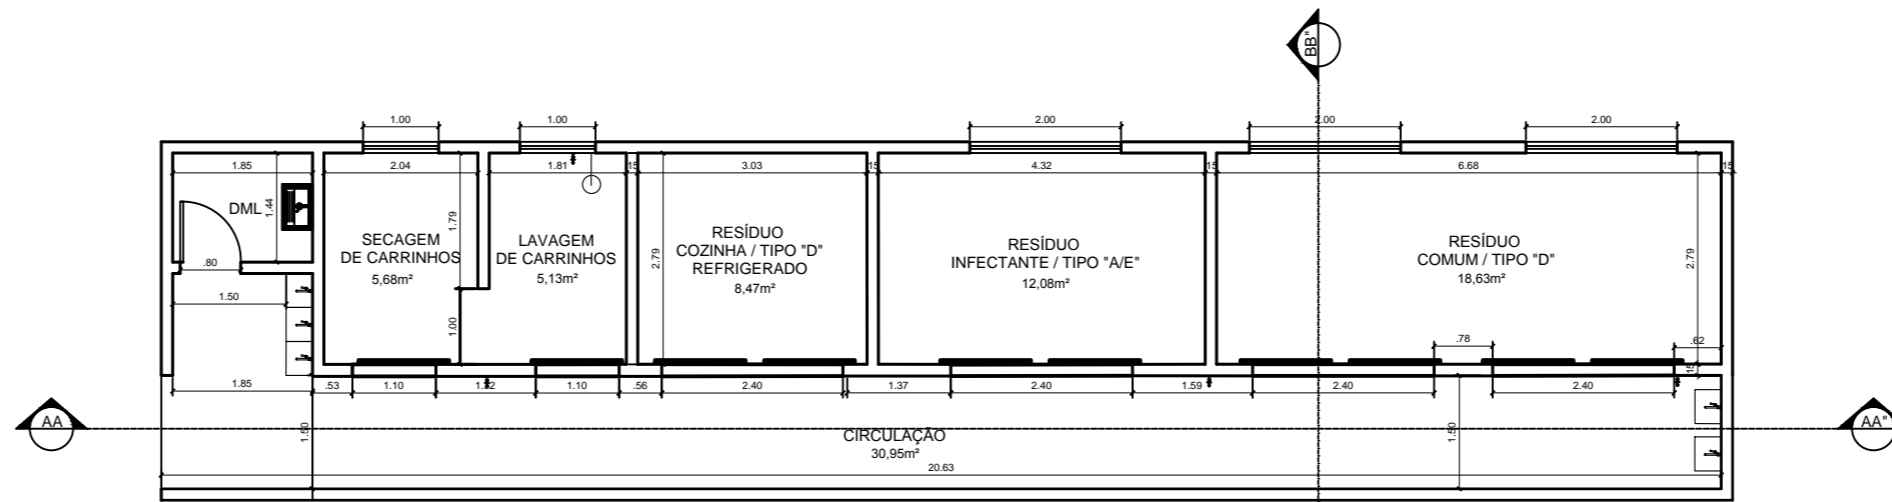 BB"
1.00
1.00
2.00
2.00
2.00
1.85
2.04
1.81
15
3.03
15
4.32
15
6.68
15
DML
1.44
.80
1.50
1.79
1.00
SECAGEM
DE CARRINHOS
5,68m²
LAVAGEM
DE CARRINHOS
5,13m²
2.79
RESÍDUO
COZINHA / TIPO "D"
REFRIGERADO
8,47m²
RESÍDUO
INFECTANTE / TIPO "A/E"
12,08m²
RESÍDUO
COMUM / TIPO "D"
18,63m²
2.79
.78
.62
15
1.85
.53
1.10
1.10
.56
2.40
1.37
2.40
1.59
2.40
2.40
AA
1.50
CIRCULAÇÃO
30,95m²
1.50
AA"
20.63